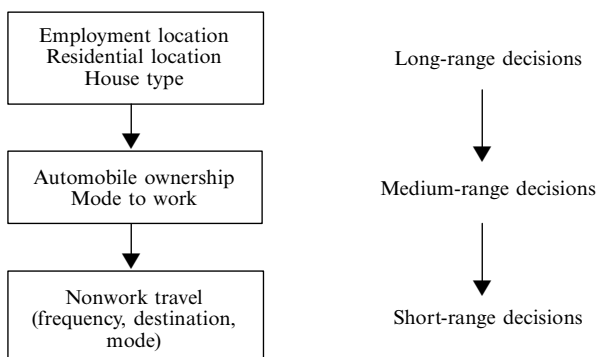 Employment location
Residential location
House type
Long-range decisions
Automobile ownership
Mode to work
Medium-range decisions
Nonwork travel
(frequency, destination,
mode)
Short-range decisions